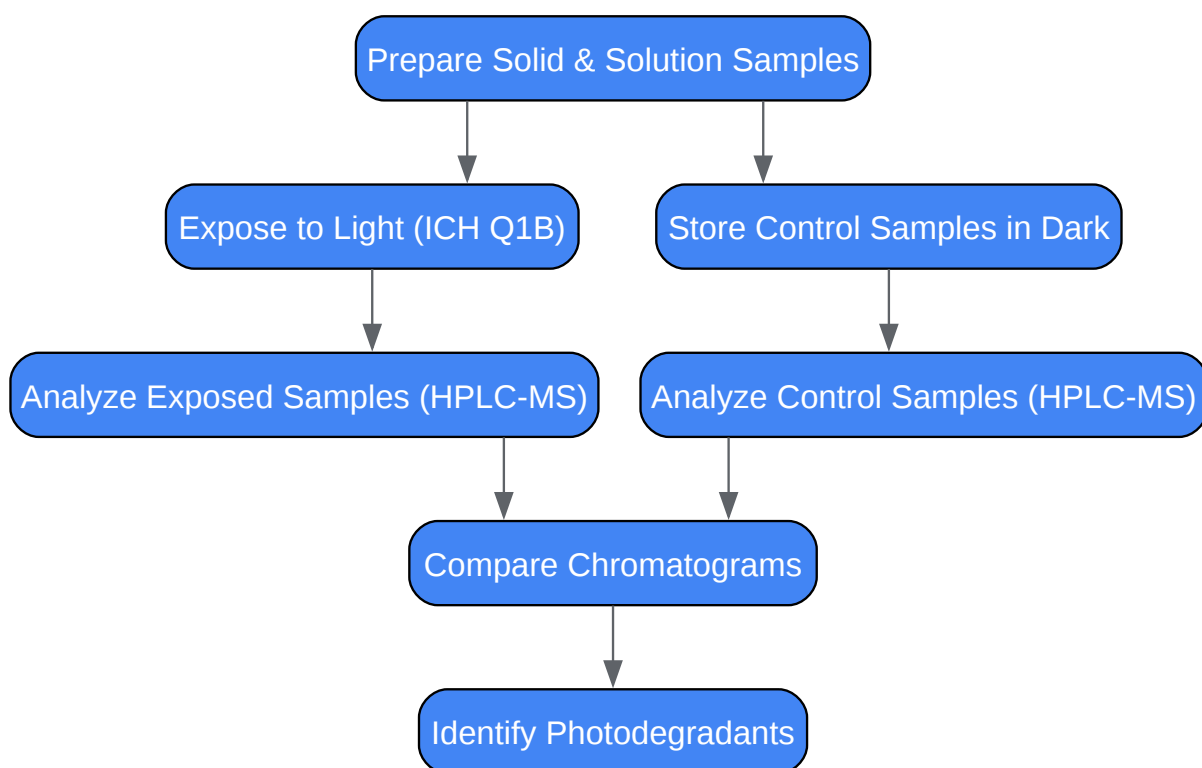 Prepare Solid & Solution Samples
Expose to Light (ICH Q1B)
Store Control Samples in Dark
Analyze Exposed Samples (HPLC-MS)
Analyze Control Samples (HPLC-MS)
Compare Chromatograms
Identify Photodegradants